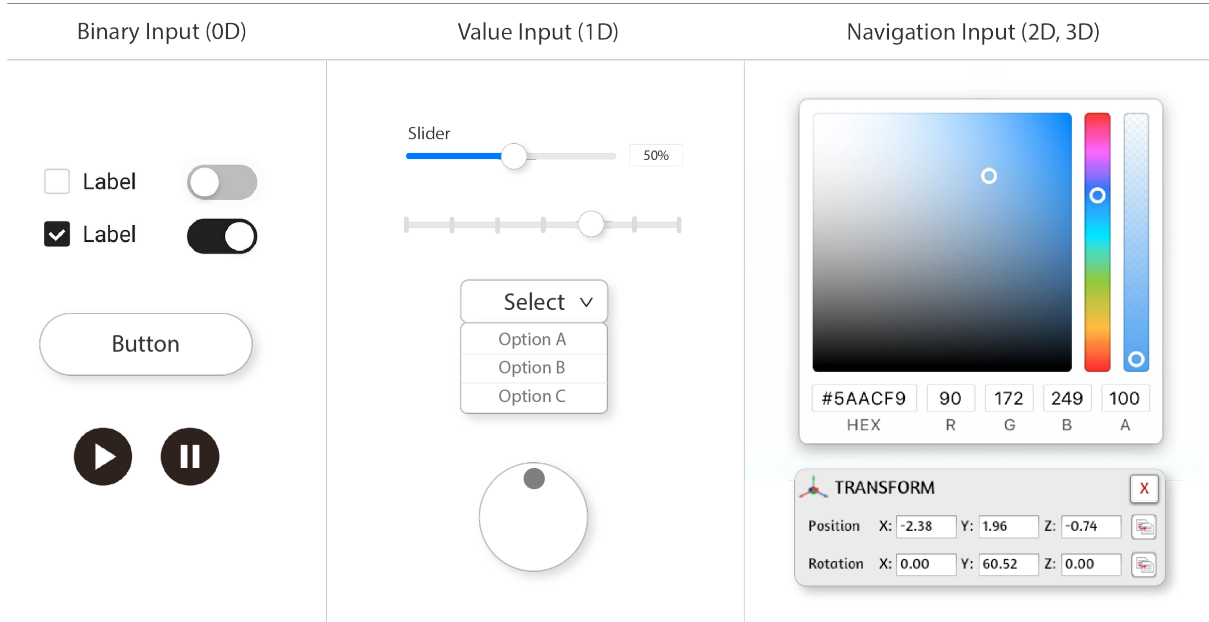 Binary Input (0D)
Value Input (1D)
Navigation Input (2D, 3D)
Label
Label
Button
Slider
50%
Select
Option A
Option B
Option C
#5AACF9 90 172 249 100
HEX R G B A
TRANSFORM X
Position X: -2.38 Y: 1.96 Z: -0.74
Rotation X: 0.00 Y: 60.52 Z: 0.00